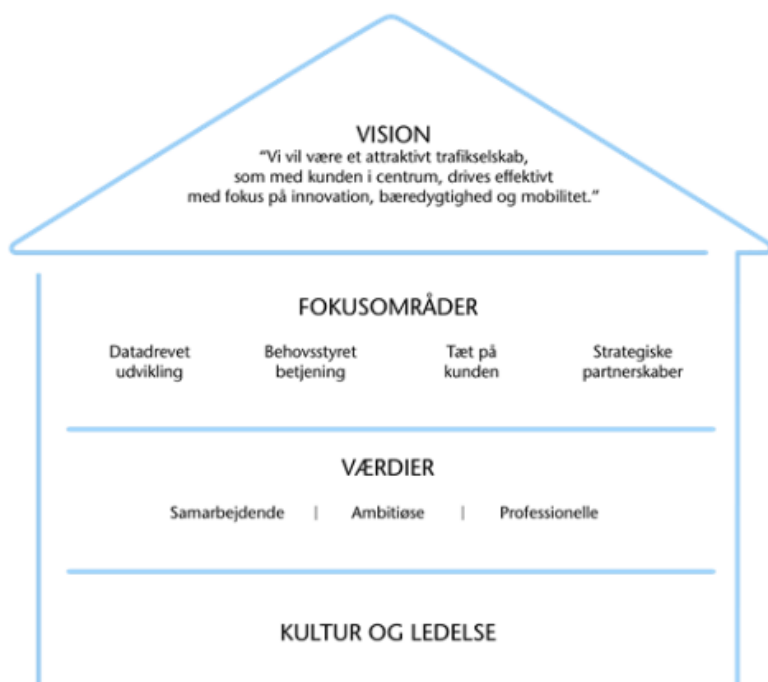 VISION
"Vi vil være et attraktivt trafikselskab,
som med kunden i centrum, drives effektivt
med fokus på innovation, bæredygtighed og mobilitet."
FOKUSOMRÅDER
Datadrevet udvikling
Behovsstyret betjening
Tæt på kunden
Strategiske partnerskaber
VÆRDIER
Samarbejdende | Ambitiøse | Professionelle
KULTUR OG LEDELSE